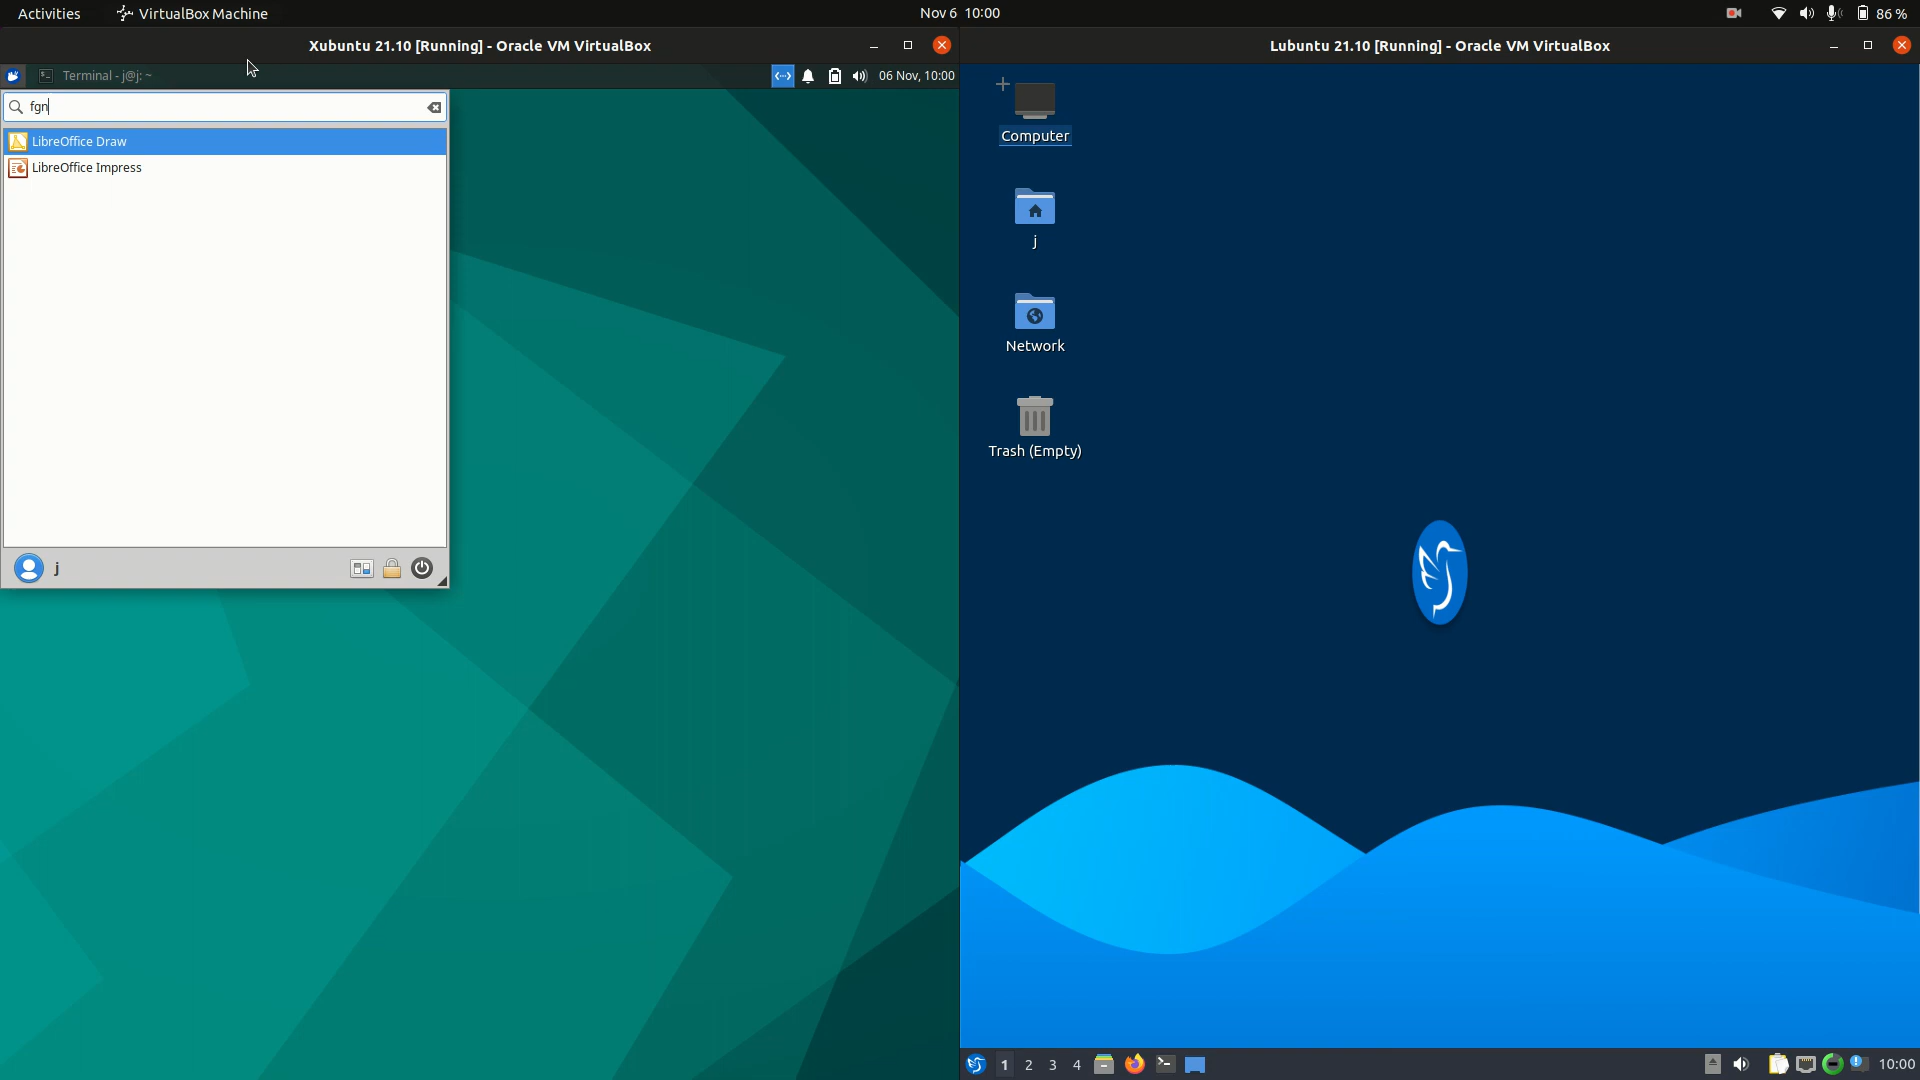 Activities
VirtualBox Machine
Nov 6 10:00
86 %
Xubuntu 21.10 [Running] - Oracle VM VirtualBox
Terminal - j@j: ~
06 Nov, 10:00
fgn
LibreOffice Draw
LibreOffice Impress
j
Lubuntu 21.10 [Running] - Oracle VM VirtualBox
Computer
j
Network
Trash (Empty)
1 2 3 4
10:00